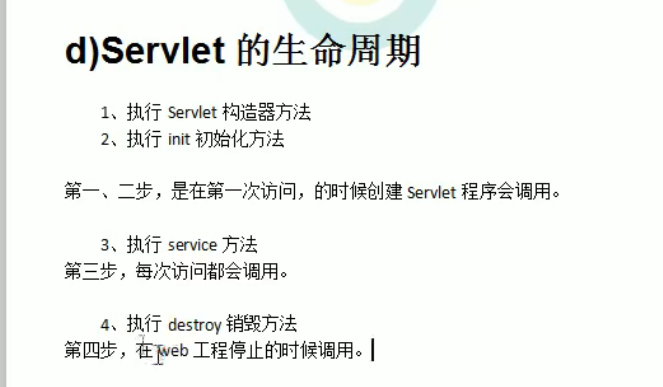 d)Servlet 的生命周期
1、执行 Servlet 构造器方法
2、执行 init 初始化方法
第一、二步，是在第一次访问，的时候创建 Servlet 程序会调用。
3、执行 service 方法
第三步，每次访问都会调用。
4、执行 destroy 销毁方法
第四步，在 web 工程停止的时候调用。